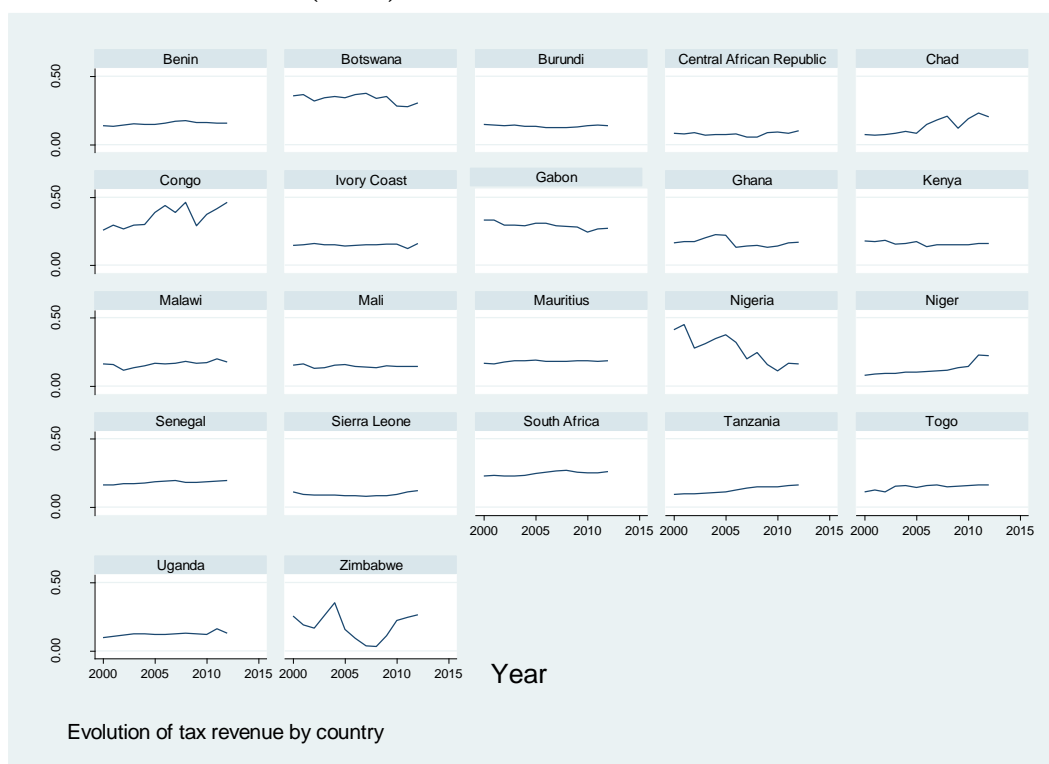 Benin Botswana Burundi Central African Republic Chad
0.50
0.00
Congo Ivory Coast Gabon Ghana Kenya
0.50
0.00
Malawi Mali Mauritius Nigeria Niger
0.50
0.00
Senegal Sierra Leone South Africa Tanzania Togo
0.50
0.00
2000 2005 2010 2015 2000 2005 2010 2015 2000 2005 2010 2015
Uganda Zimbabwe
0.50
0.00
2000 2005 2010 2015 2000 2005 2010 2015
Year
Evolution of tax revenue by country